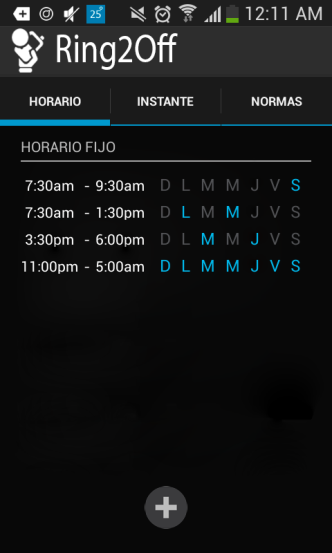 25° 12:11 AM
Ring2Off
HORARIO INSTANTE NORMAS
HORARIO FIJO
7:30am - 9:30am D L M M J V S
7:30am - 1:30pm D L M M J V S
3:30pm - 6:00pm D L M M J V S
11:00pm - 5:00am D L M M J V S